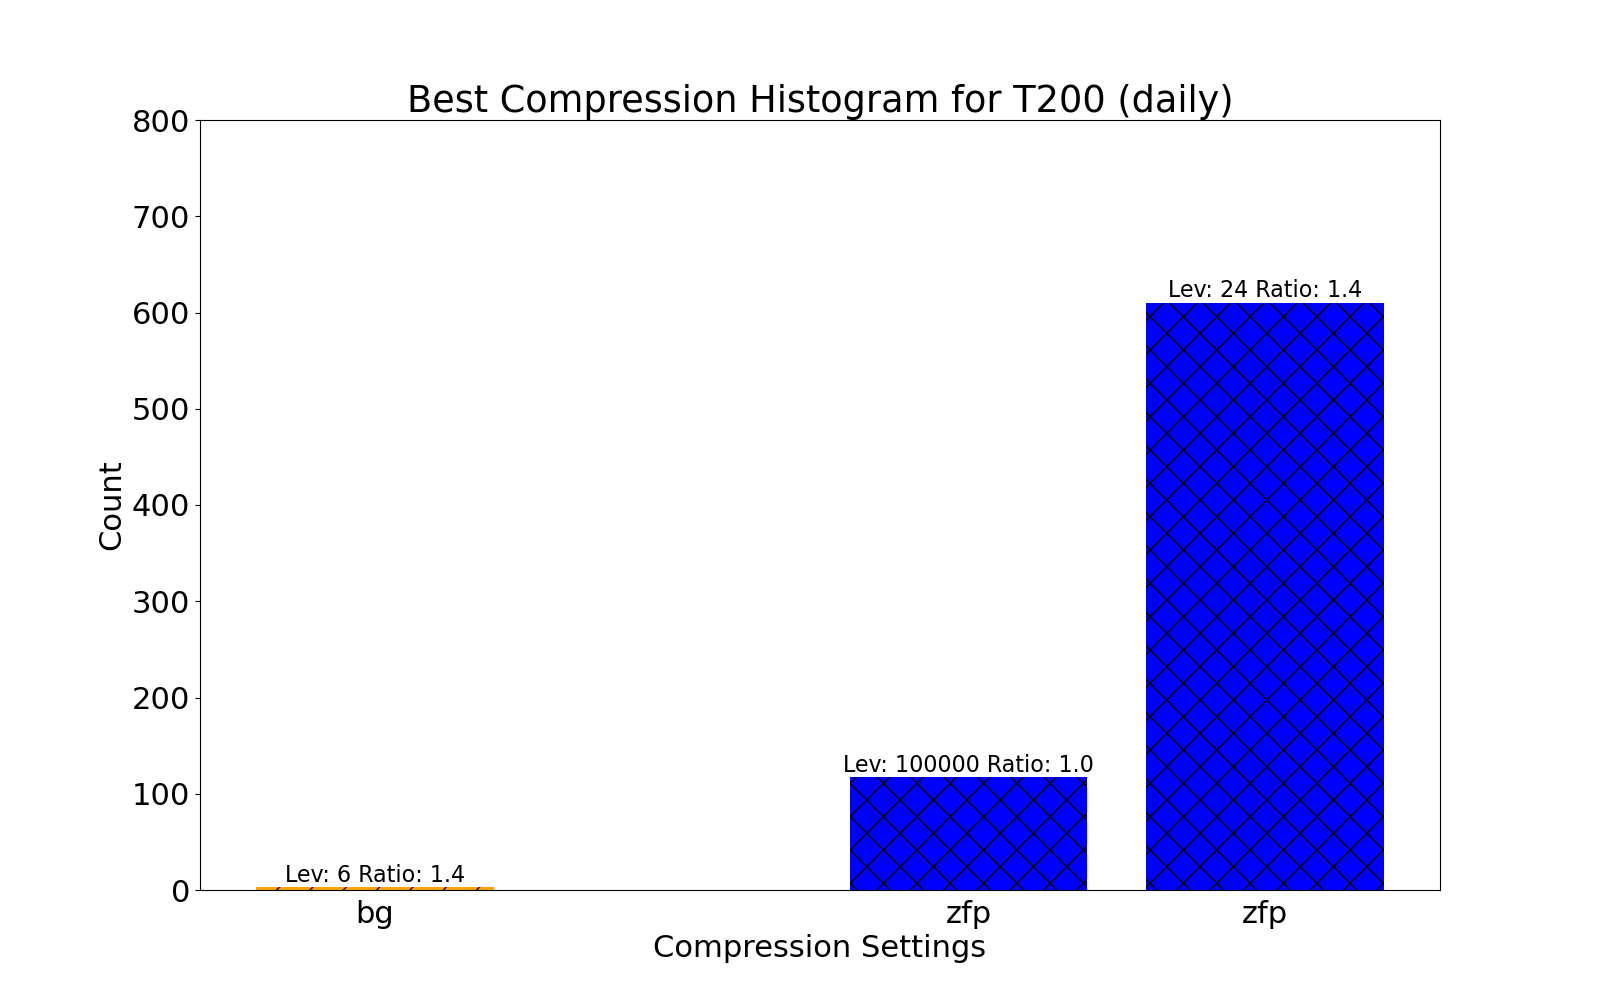 Best Compression Histogram for T200 (daily)
800
700
600
500
400
300
200
100
0
Count
Lev: 6 Ratio: 1.4
Lev: 100000 Ratio: 1.0
Lev: 24 Ratio: 1.4
bg
zfp
zfp
Compression Settings